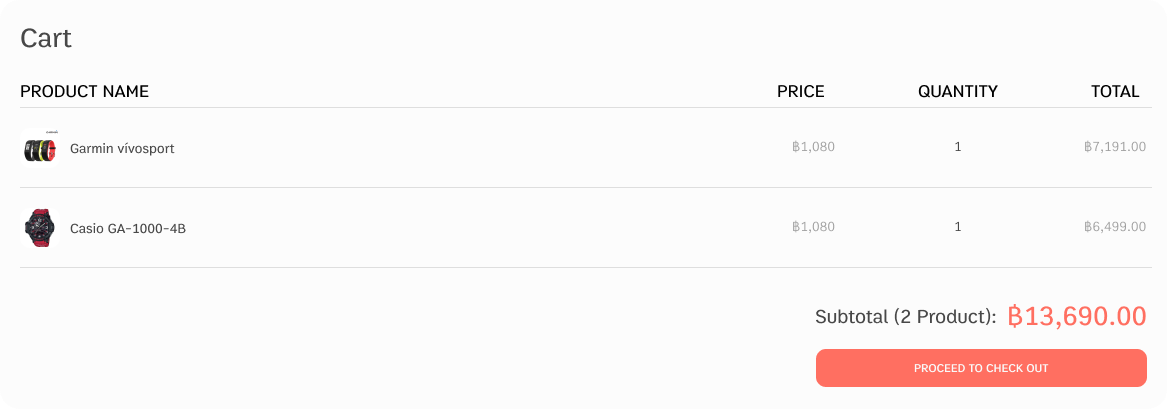 Cart
PRODUCT NAME PRICE QUANTITY TOTAL
Garmin vívosport ฿1,080 1 ฿7,191.00
Casio GA-1000-4B ฿1,080 1 ฿6,499.00
Subtotal (2 Product): ฿13,690.00
PROCEED TO CHECK OUT